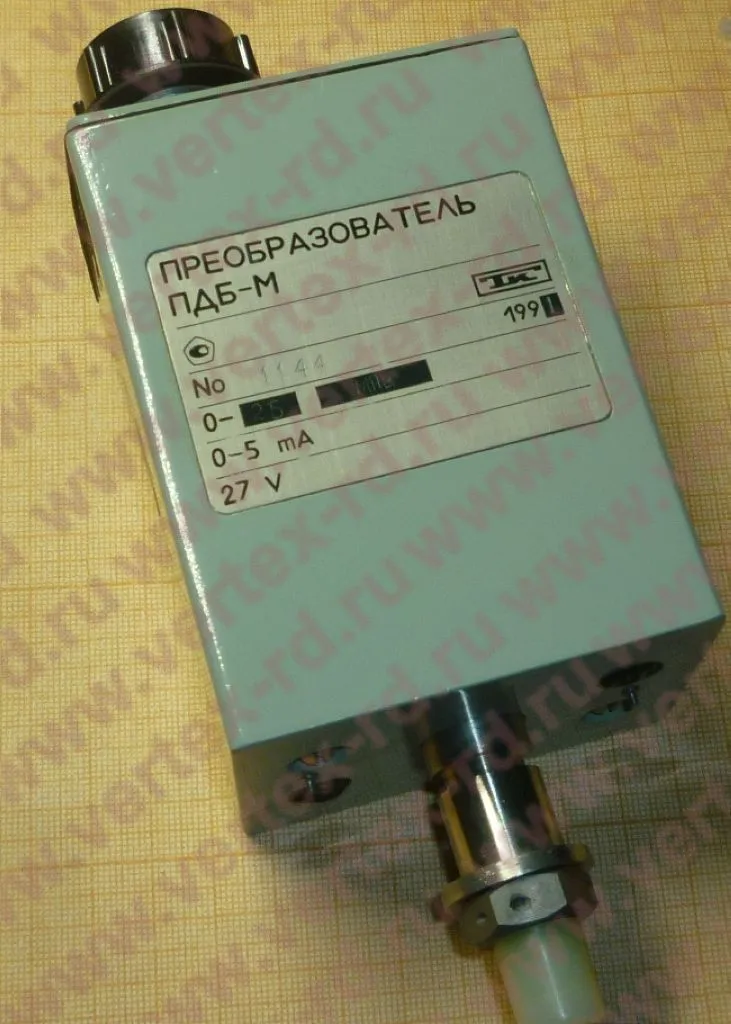 ПРЕОБРАЗОВАТЕЛЬ
ПДБ-М
199
No 1144
0- 25
0-5 mA
27 V
www.vertex-rd.ru